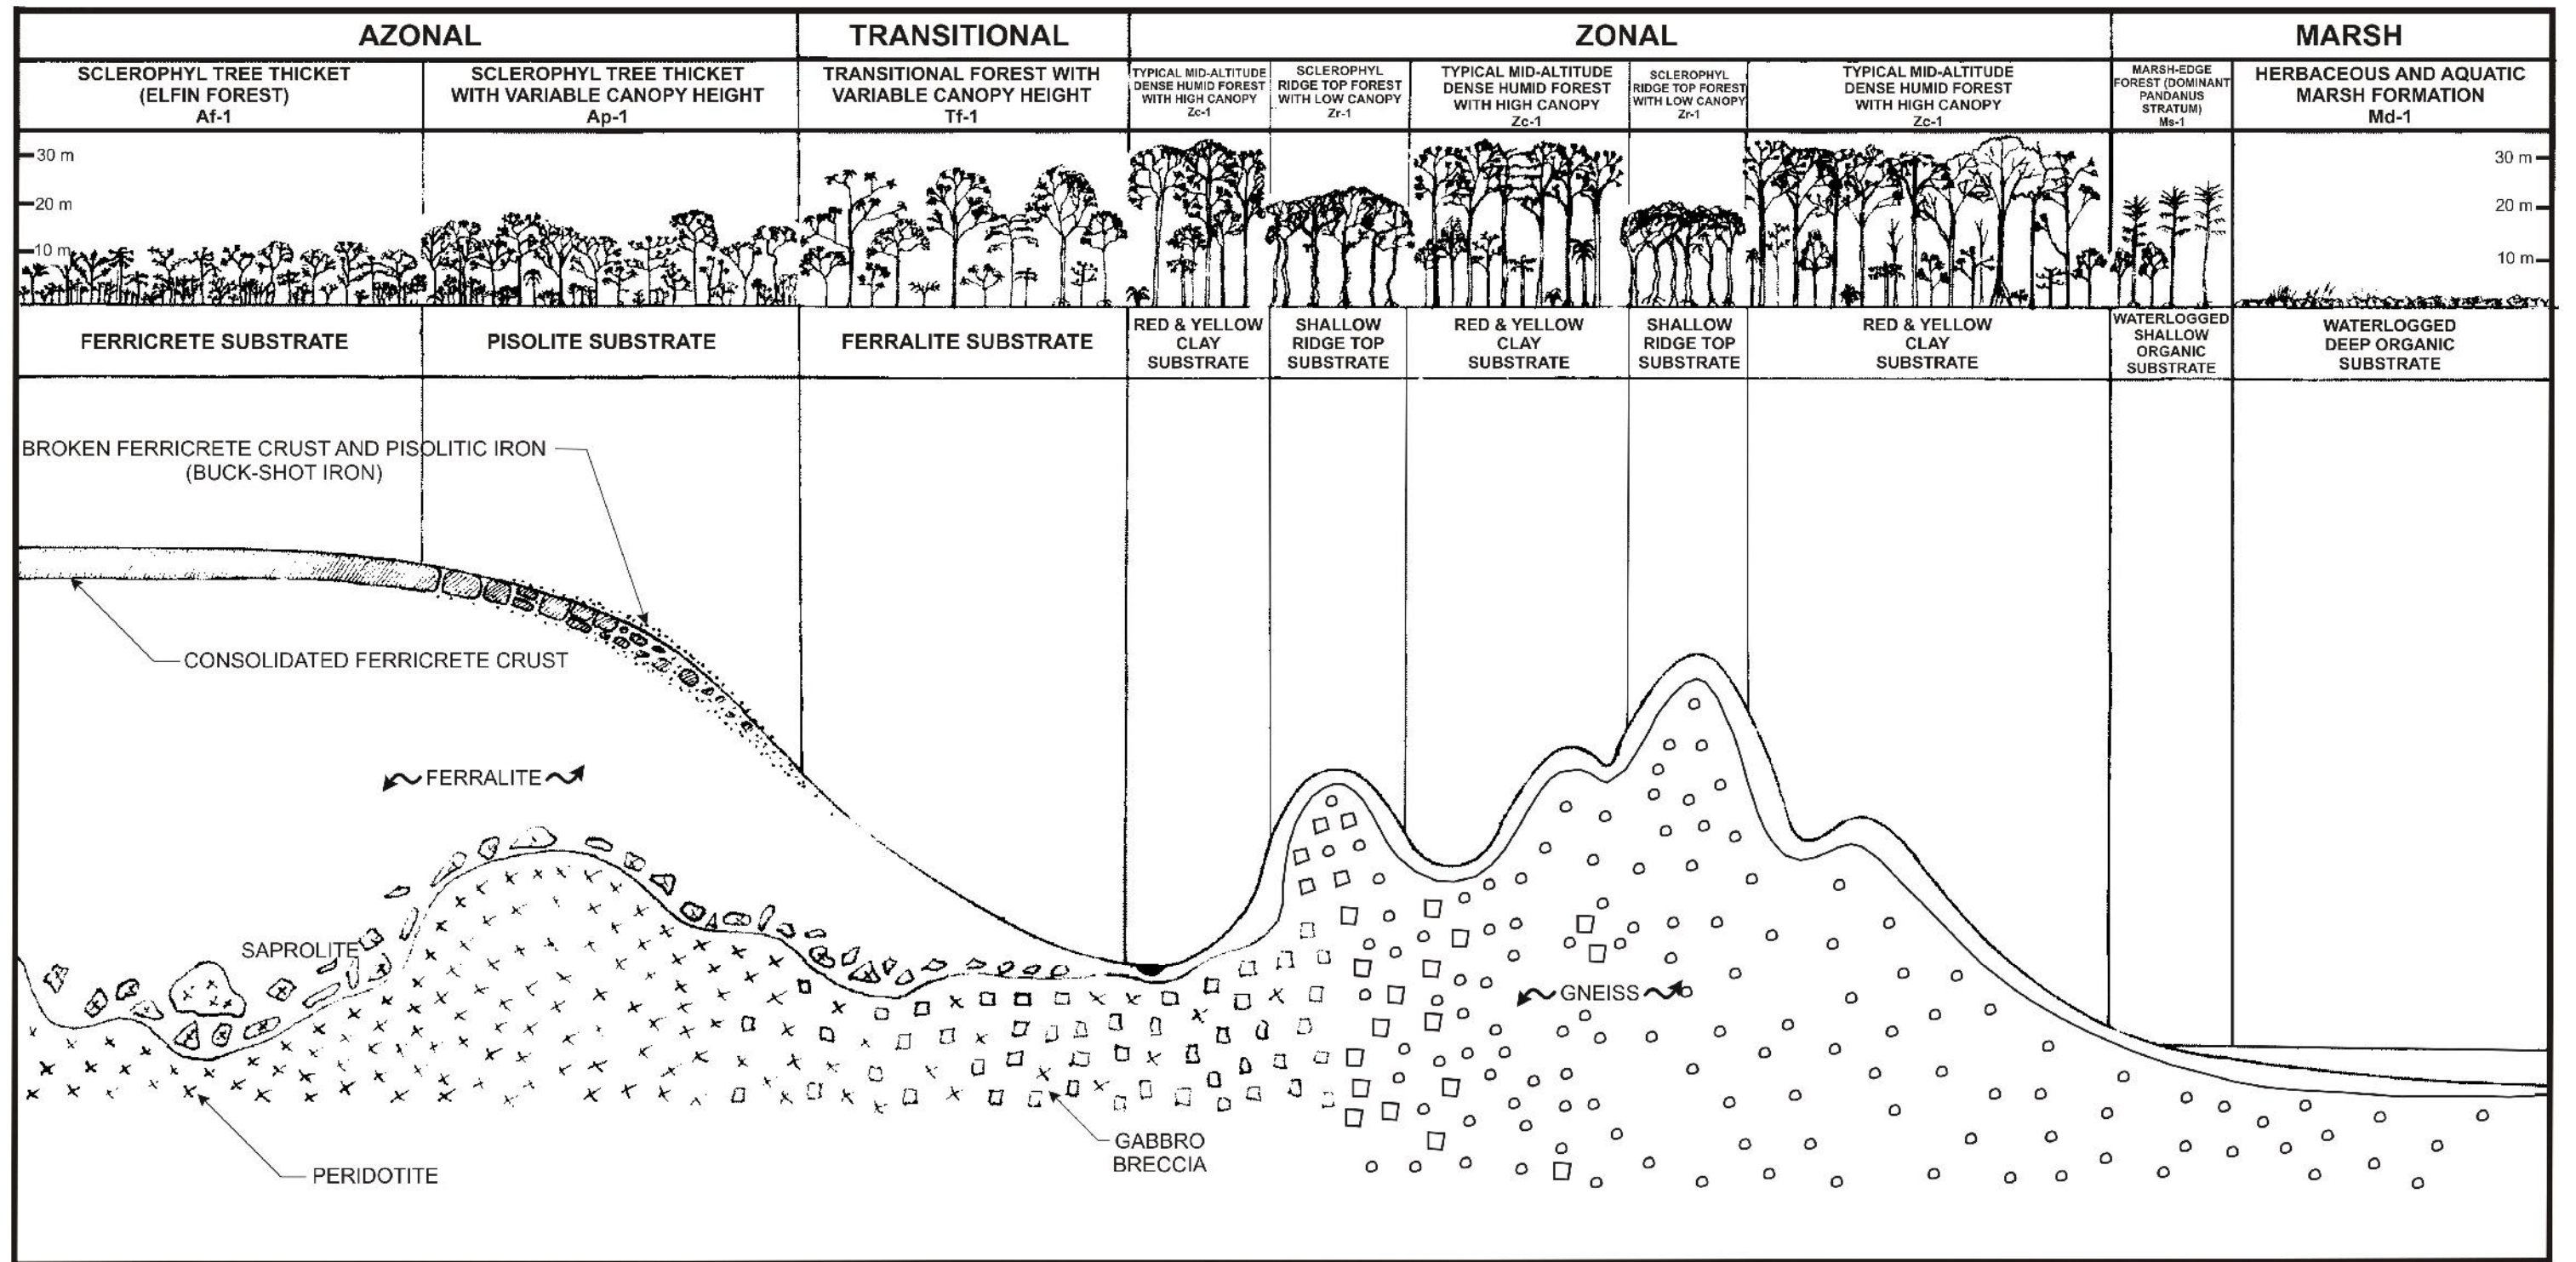 AZONAL
TRANSITIONAL
ZONAL
MARSH
SCLEROPHYL TREE THICKET
(ELFIN FOREST)
Af-1
SCLEROPHYL TREE THICKET
WITH VARIABLE CANOPY HEIGHT
Ap-1
TRANSITIONAL FOREST WITH
VARIABLE CANOPY HEIGHT
Tf-1
TYPICAL MID-ALTITUDE
DENSE HUMID FOREST
WITH HIGH CANOPY
Zc-1
SCLEROPHYL
RIDGE TOP FOREST
WITH LOW CANOPY
Zr-1
TYPICAL MID-ALTITUDE
DENSE HUMID FOREST
WITH HIGH CANOPY
Zc-1
SCLEROPHYL
RIDGE TOP FOREST
WITH LOW CANOPY
Zr-1
TYPICAL MID-ALTITUDE
DENSE HUMID FOREST
WITH HIGH CANOPY
Zc-1
MARSH-EDGE
FOREST (DOMINANT
PANDANUS
STRATUM)
Ms-1
HERBACEOUS AND AQUATIC
MARSH FORMATION
Md-1
30 m
20 m
10 m
30 m
20 m
10 m
FERRICRETE SUBSTRATE
PISOLITE SUBSTRATE
FERRALITE SUBSTRATE
RED & YELLOW
CLAY
SUBSTRATE
SHALLOW
RIDGE TOP
SUBSTRATE
RED & YELLOW
CLAY
SUBSTRATE
SHALLOW
RIDGE TOP
SUBSTRATE
RED & YELLOW
CLAY
SUBSTRATE
WATERLOGGED
SHALLOW
ORGANIC
SUBSTRATE
WATERLOGGED
DEEP ORGANIC
SUBSTRATE
BROKEN FERRICRETE CRUST AND PISOLITIC IRON
(BUCK-SHOT IRON)
CONSOLIDATED FERRICRETE CRUST
FERRALITE
SAPROLITE
GNEISS
GABBRO
BRECCIA
PERIDOTITE